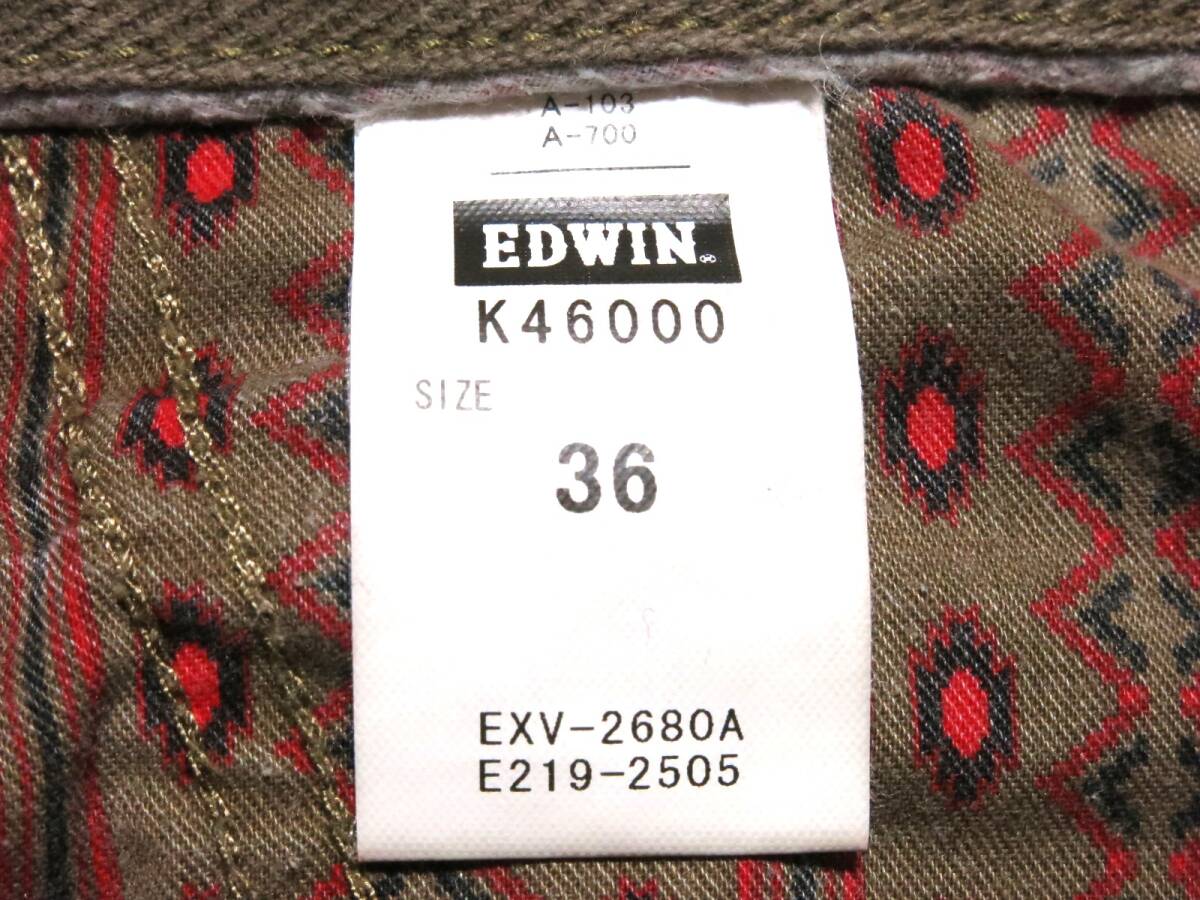 A-103
A-700
EDWIN
K46000
SIZE
36
EXV-2680A
E219-2505